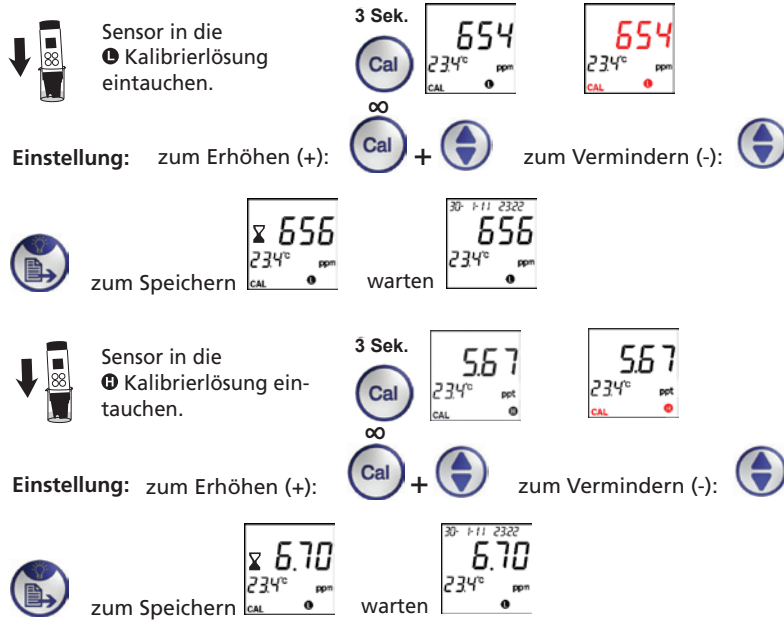 Sensor in die
L Kalibrierlösung
eintauchen.
3 Sek.
Cal
654
23.4°C ppm
CAL L
654
23.4°C ppm
CAL L
∞
Einstellung: zum Erhöhen (+): Cal + zum Vermindern (-):
zum Speichern
656
23.4°C ppm
CAL L
warten
30- 1-11 23:22
656
23.4°C ppm
L
Sensor in die
H Kalibrierlösung ein-
tauchen.
3 Sek.
Cal
5.67
23.4°C ppt
CAL H
5.67
23.4°C ppt
CAL H
∞
Einstellung: zum Erhöhen (+): Cal + zum Vermindern (-):
zum Speichern
6.70
23.4°C ppm
CAL L
warten
30- 1-11 23:22
6.70
23.4°C ppm
L